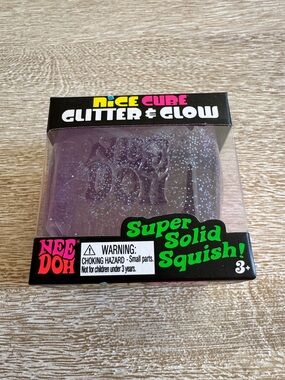 NiCE CUBE
GLITTER & GLOW
NEE
DOH
Super
Solid
Squish!
NEE
DOH
WARNING:
CHOKING HAZARD - Small parts.
Not for children under 3 years.
3+